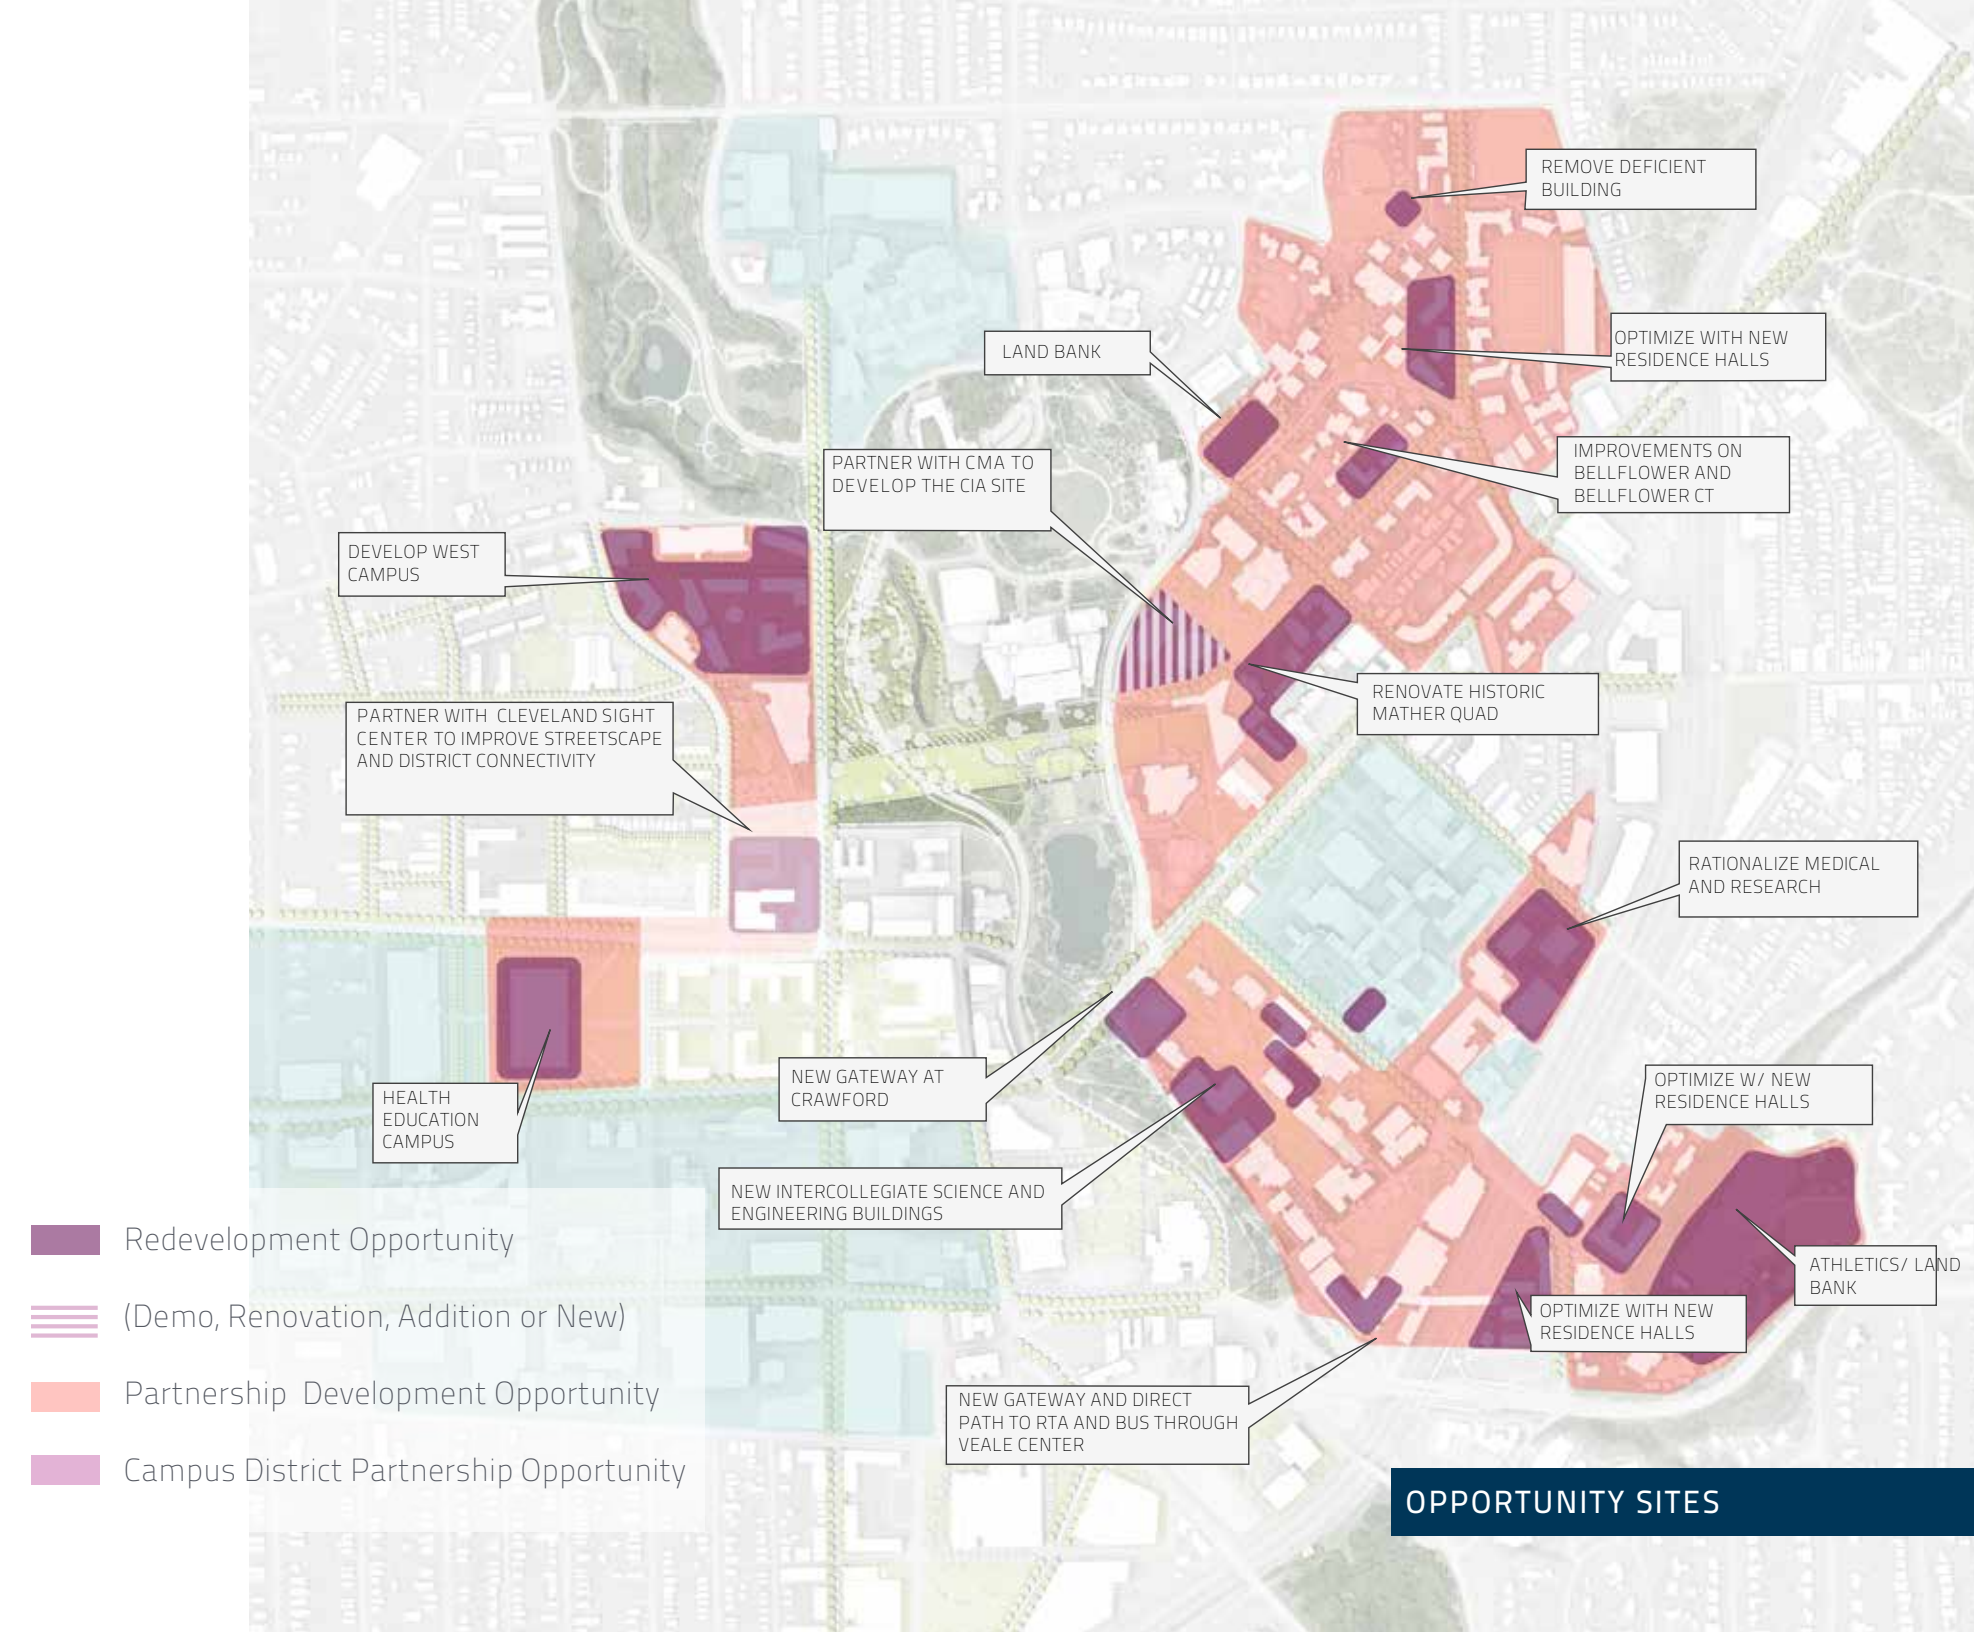 REMOVE DEFICIENT
BUILDING
OPTIMIZE WITH NEW
RESIDENCE HALLS
LAND BANK
IMPROVEMENTS ON
BELLFLOWER AND
BELLFLOWER CT
PARTNER WITH CMA TO
DEVELOP THE CIA SITE
DEVELOP WEST
CAMPUS
RENOVATE HISTORIC
MATHER QUAD
PARTNER WITH CLEVELAND SIGHT
CENTER TO IMPROVE STREETSCAPE
AND DISTRICT CONNECTIVITY
RATIONALIZE MEDICAL
AND RESEARCH
NEW GATEWAY AT
CRAWFORD
OPTIMIZE W/ NEW
RESIDENCE HALLS
HEALTH
EDUCATION
CAMPUS
NEW INTERCOLLEGIATE SCIENCE AND
ENGINEERING BUILDINGS
ATHLETICS/ LAND
BANK
OPTIMIZE WITH NEW
RESIDENCE HALLS
NEW GATEWAY AND DIRECT
PATH TO RTA AND BUS THROUGH
VEALE CENTER
Redevelopment Opportunity
(Demo, Renovation, Addition or New)
Partnership Development Opportunity
Campus District Partnership Opportunity
OPPORTUNITY SITES